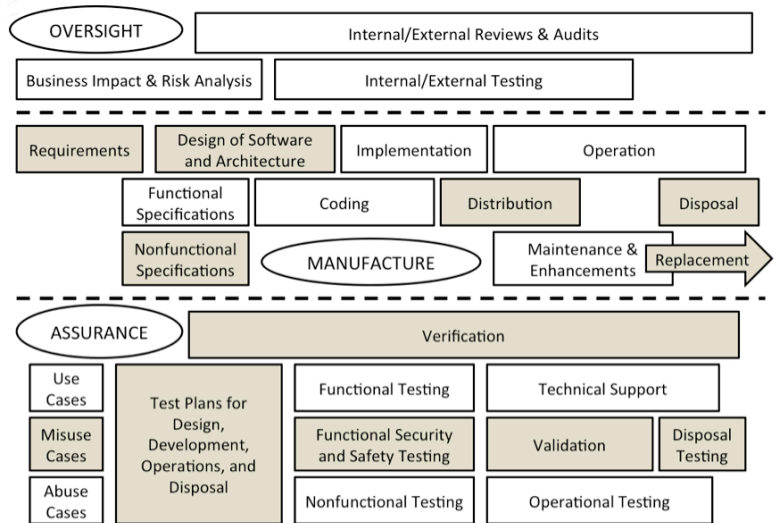 OVERSIGHT
Internal/External Reviews & Audits
Business Impact & Risk Analysis
Internal/External Testing
Requirements
Design of Software
and Architecture
Implementation
Operation
Functional
Specifications
Coding
Distribution
Disposal
Nonfunctional
Specifications
MANUFACTURE
Maintenance &
Enhancements
Replacement
ASSURANCE
Verification
Use
Cases
Test Plans for
Design,
Development,
Operations, and
Disposal
Functional Testing
Technical Support
Misuse
Cases
Functional Security
and Safety Testing
Validation
Disposal
Testing
Abuse
Cases
Nonfunctional Testing
Operational Testing